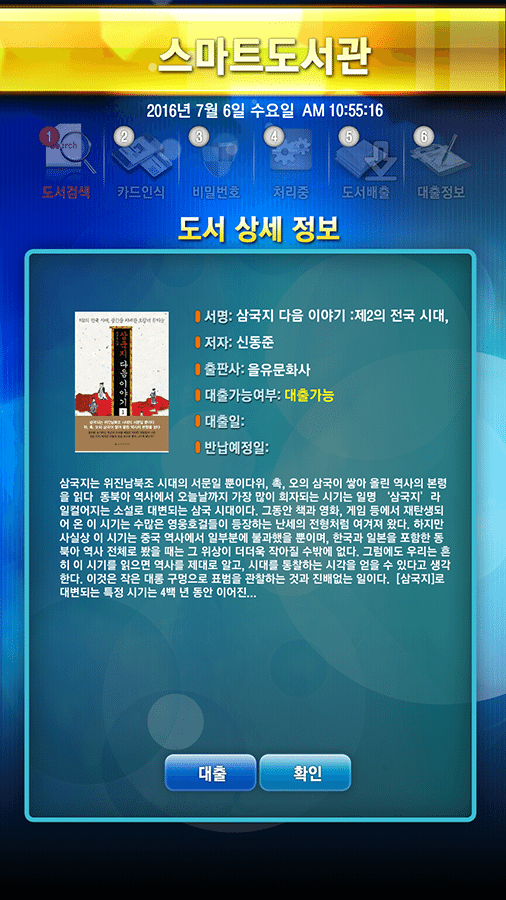 스마트도서관
2016년 7월 6일 수요일 AM 10:55:16
1 2 3 4 5 6
Search
도서검색 카드인식 비밀번호 처리중 도서배출 대출정보
도서 상세 정보
서명: 삼국지 다음 이야기 :제2의 전국 시대,
저자: 신동준
출판사: 을유문화사
대출가능여부: 대출가능
대출일:
반납예정일:
삼국지 다음 이야기 1
삼국지는 위진남북조 시대의 서문일 뿐이다위, 촉, 오의 삼국이 쌓아 올린 역사의 본령
을 읽다 동북아 역사에서 오늘날까지 가장 많이 회자되는 시기는 일명 ‘삼국지’라
일컬어지는 소설로 대변되는 삼국 시대이다. 그동안 책과 영화, 게임 등에서 재탄생되
어 온 이 시기는 수많은 영웅호걸들이 등장하는 난세의 전형처럼 여겨져 왔다. 하지만
사실상 이 시기는 중국 역사에서 일부분에 불과했을 뿐이며, 한국과 일본을 포함한 동
북아 역사 전체로 봤을 때는 그 위상이 더더욱 작아질 수밖에 없다. 그럼에도 우리는 흔
히 이 시기를 읽으면 역사를 제대로 알고, 시대를 통찰하는 시각을 얻을 수 있다고 생각
한다. 이것은 작은 대롱 구멍으로 표범을 관찰하는 것과 진배없는 일이다. [삼국지]로
대변되는 특정 시기는 4백 년 동안 이어진...
대출 확인